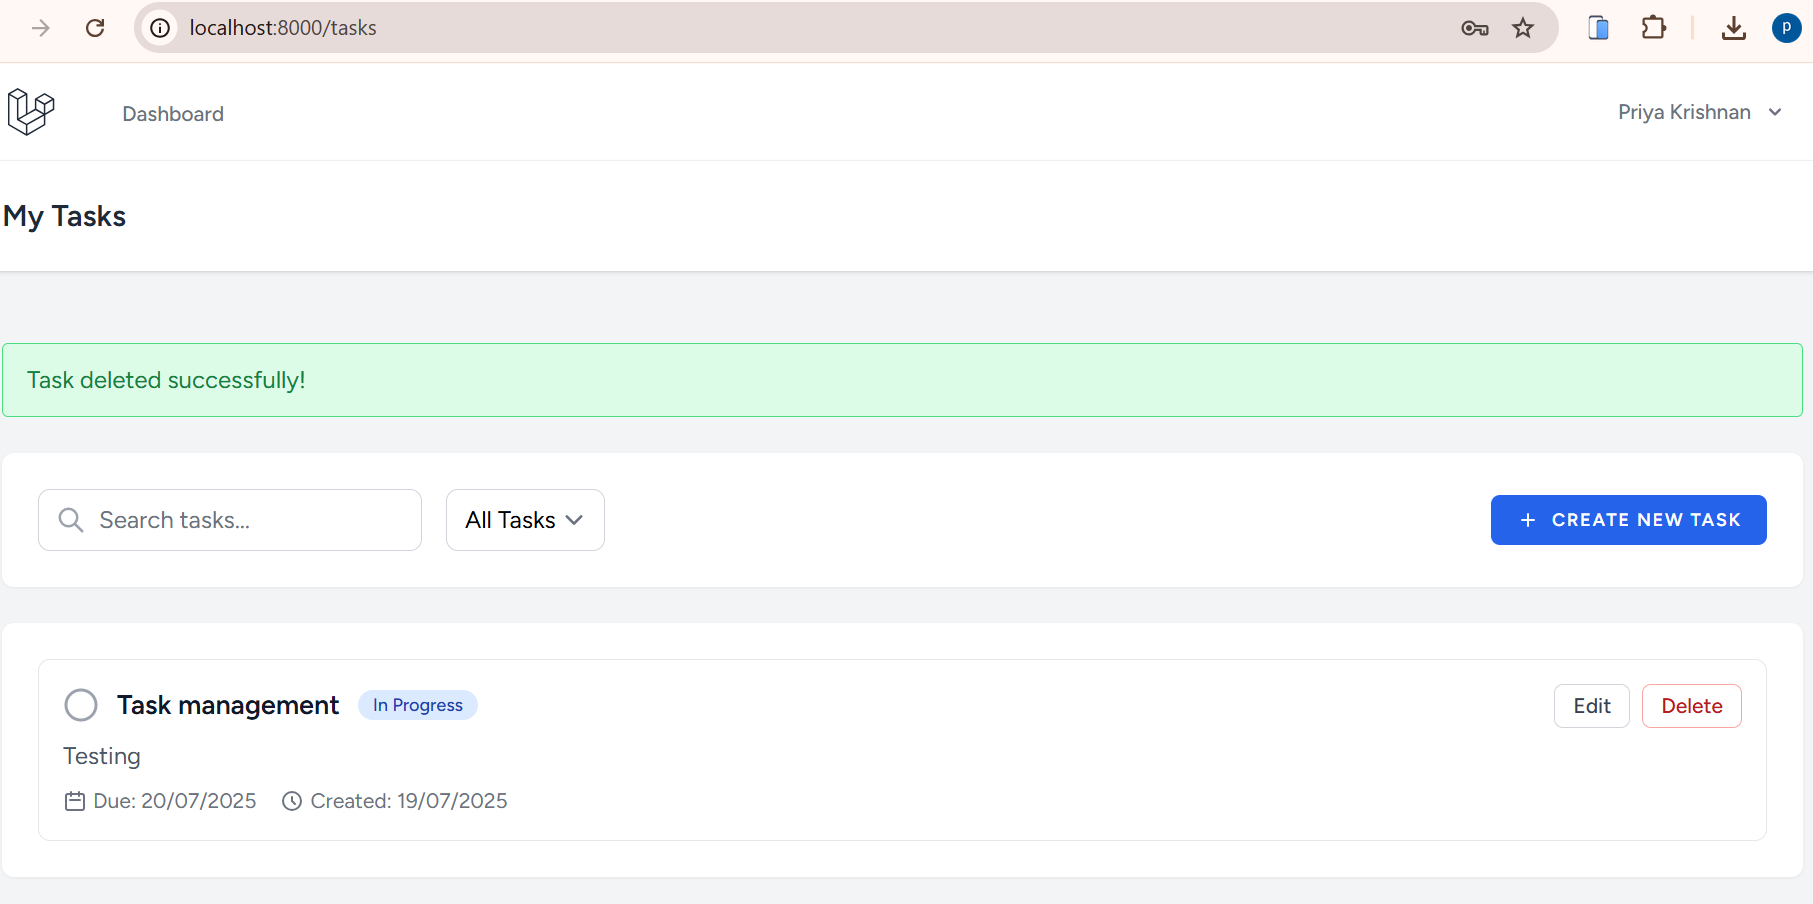 localhost:8000/tasks
P
Dashboard
Priya Krishnan
My Tasks
Task deleted successfully!
Search tasks...
All Tasks
+ CREATE NEW TASK
Task management
In Progress
Edit
Delete
Testing
Due: 20/07/2025
Created: 19/07/2025